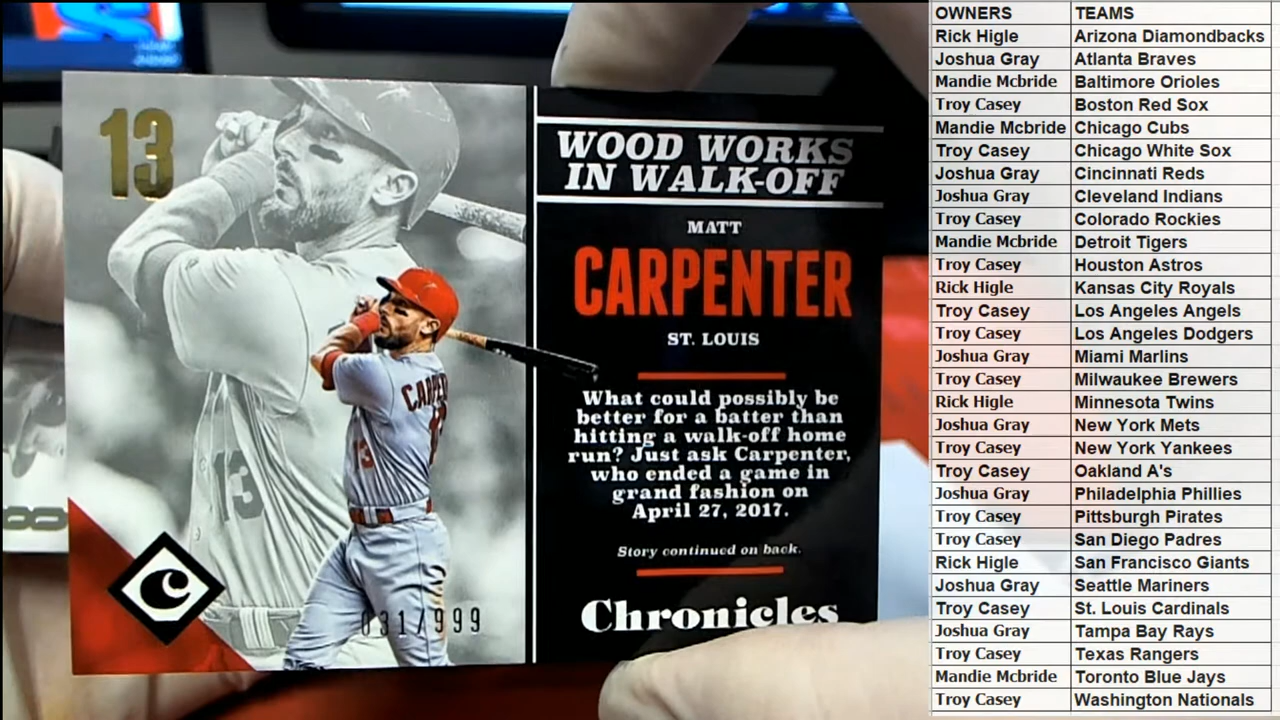 13
WOOD WORKS
IN WALK-OFF
MATT
CARPENTER
ST. LOUIS
What could possibly be
better for a batter than
hitting a walk-off home
run? Just ask Carpenter,
who ended a game in
grand fashion on
April 27, 2017.
Story continued on back.
Chronicles
C
13
13
031/999
OWNERS TEAMS
Rick Higle Arizona Diamondbacks
Joshua Gray Atlanta Braves
Mandie Mcbride Baltimore Orioles
Troy Casey Boston Red Sox
Mandie Mcbride Chicago Cubs
Troy Casey Chicago White Sox
Joshua Gray Cincinnati Reds
Joshua Gray Cleveland Indians
Troy Casey Colorado Rockies
Mandie Mcbride Detroit Tigers
Troy Casey Houston Astros
Rick Higle Kansas City Royals
Troy Casey Los Angeles Angels
Troy Casey Los Angeles Dodgers
Joshua Gray Miami Marlins
Troy Casey Milwaukee Brewers
Rick Higle Minnesota Twins
Joshua Gray New York Mets
Troy Casey New York Yankees
Troy Casey Oakland A's
Joshua Gray Philadelphia Phillies
Troy Casey Pittsburgh Pirates
Troy Casey San Diego Padres
Rick Higle San Francisco Giants
Joshua Gray Seattle Mariners
Troy Casey St. Louis Cardinals
Joshua Gray Tampa Bay Rays
Troy Casey Texas Rangers
Mandie Mcbride Toronto Blue Jays
Troy Casey Washington Nationals